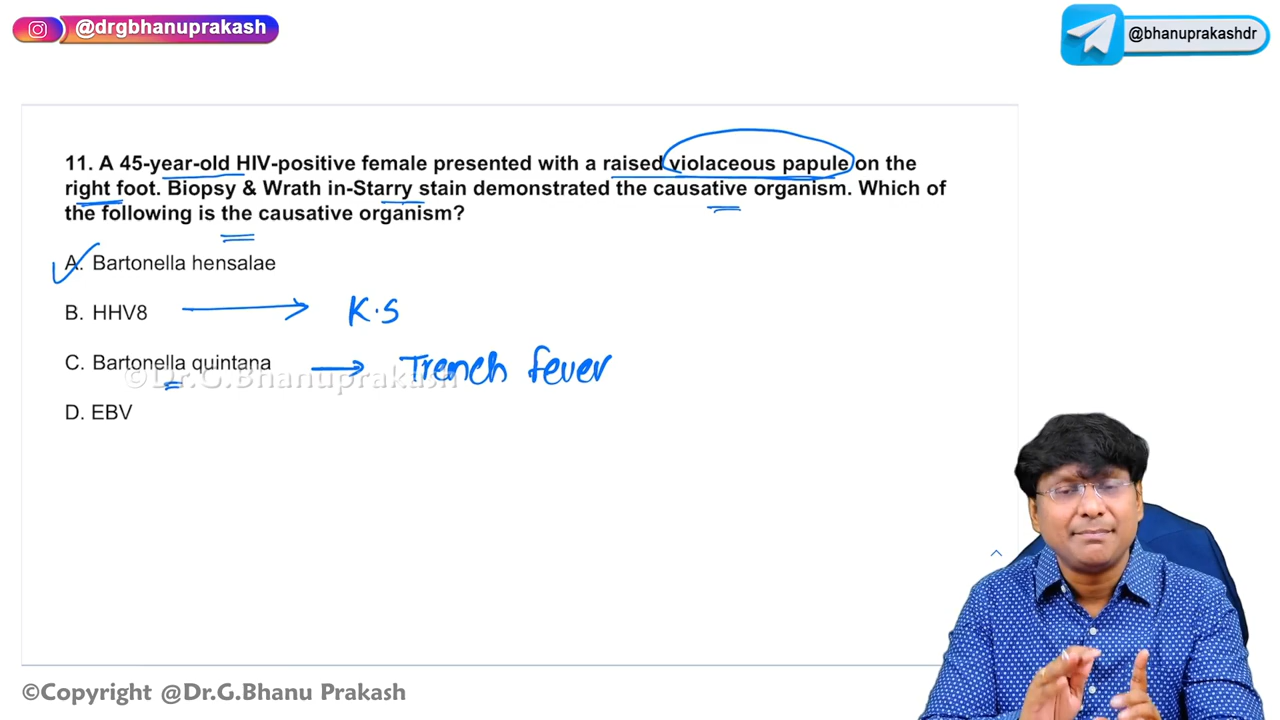 @drgbhanuprakash
@bhanuprakashdr
11. A 45-year-old HIV-positive female presented with a raised violaceous papule on the
right foot. Biopsy & Wrath in-Starry stain demonstrated the causative organism. Which of
the following is the causative organism?
A. Bartonella hensalae
B. HHV8 K.S
C. Bartonella quintana Trench fever
©Dr.G.Bhanuprakash
D. EBV
©Copyright @Dr.G.Bhanu Prakash